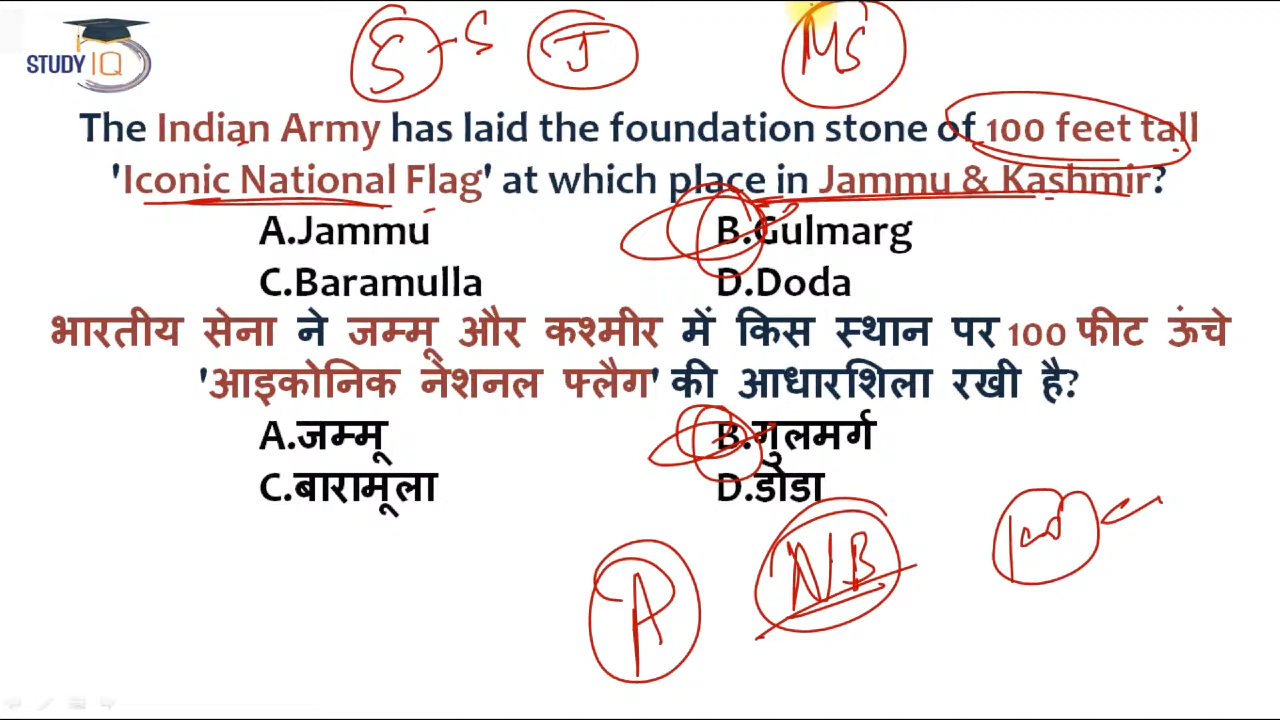 S-S J MS
STUDY IQ
The Indian Army has laid the foundation stone of 100 feet tall
'Iconic National Flag' at which place in Jammu & Kashmir?
A.Jammu B.Gulmarg
C.Baramulla D.Doda
भारतीय सेना ने जम्मू और कश्मीर में किस स्थान पर 100 फीट ऊंचे
'आइकोनिक नेशनल फ्लैग' की आधारशिला रखी है?
A.जम्मू B.गुलमर्ग
C.बारामूला D.डोडा
A NB